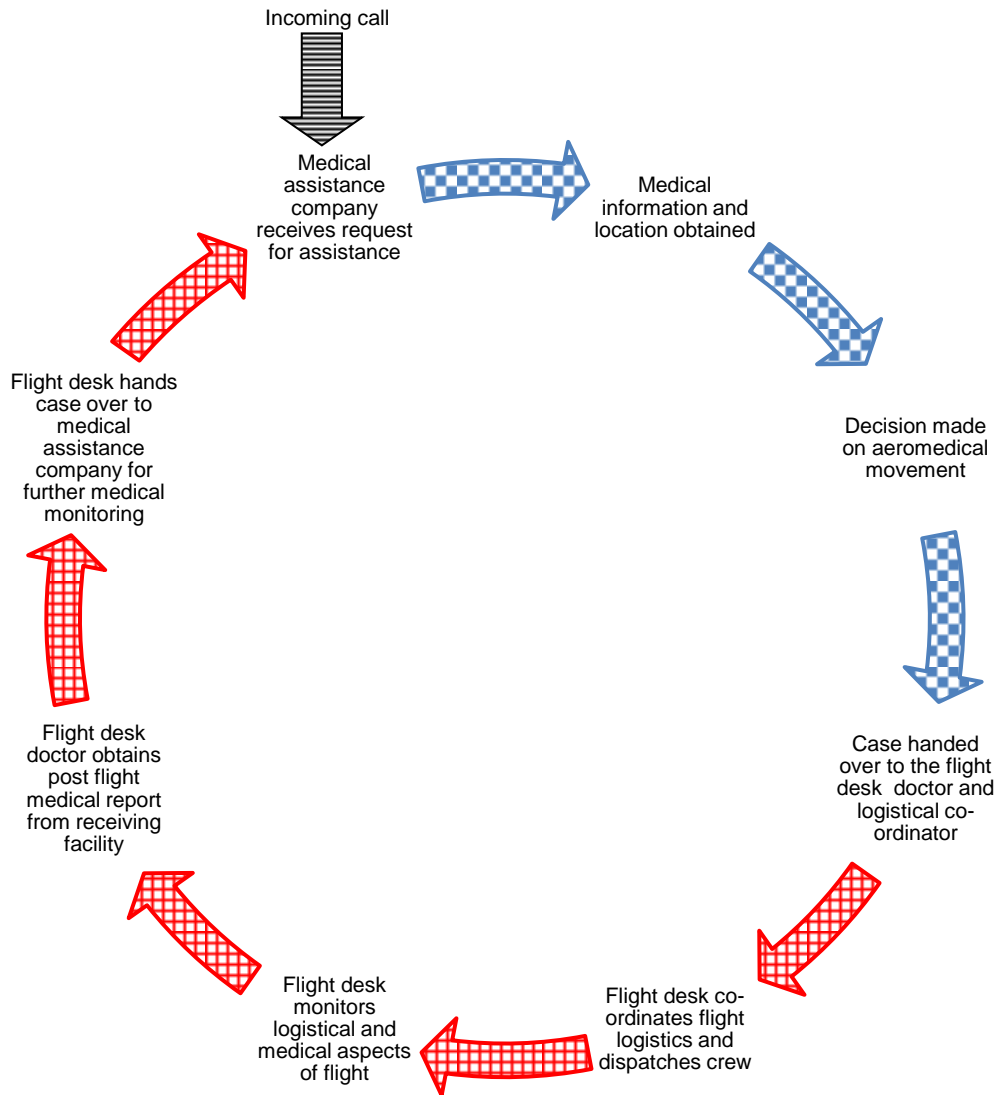 Incoming call
Medical
assistance
company
receives request
for assistance
Medical
information and
location obtained
Decision made
on aeromedical
movement
Case handed
over to the flight
desk  doctor and
logistical co-
ordinator
Flight desk co-
ordinates flight
logistics and
dispatches crew
Flight desk
monitors
logistical and
medical aspects
of flight
Flight desk
doctor obtains
post flight
medical report
from receiving
facility
Flight desk hands
case over to
medical
assistance
company for
further medical
monitoring